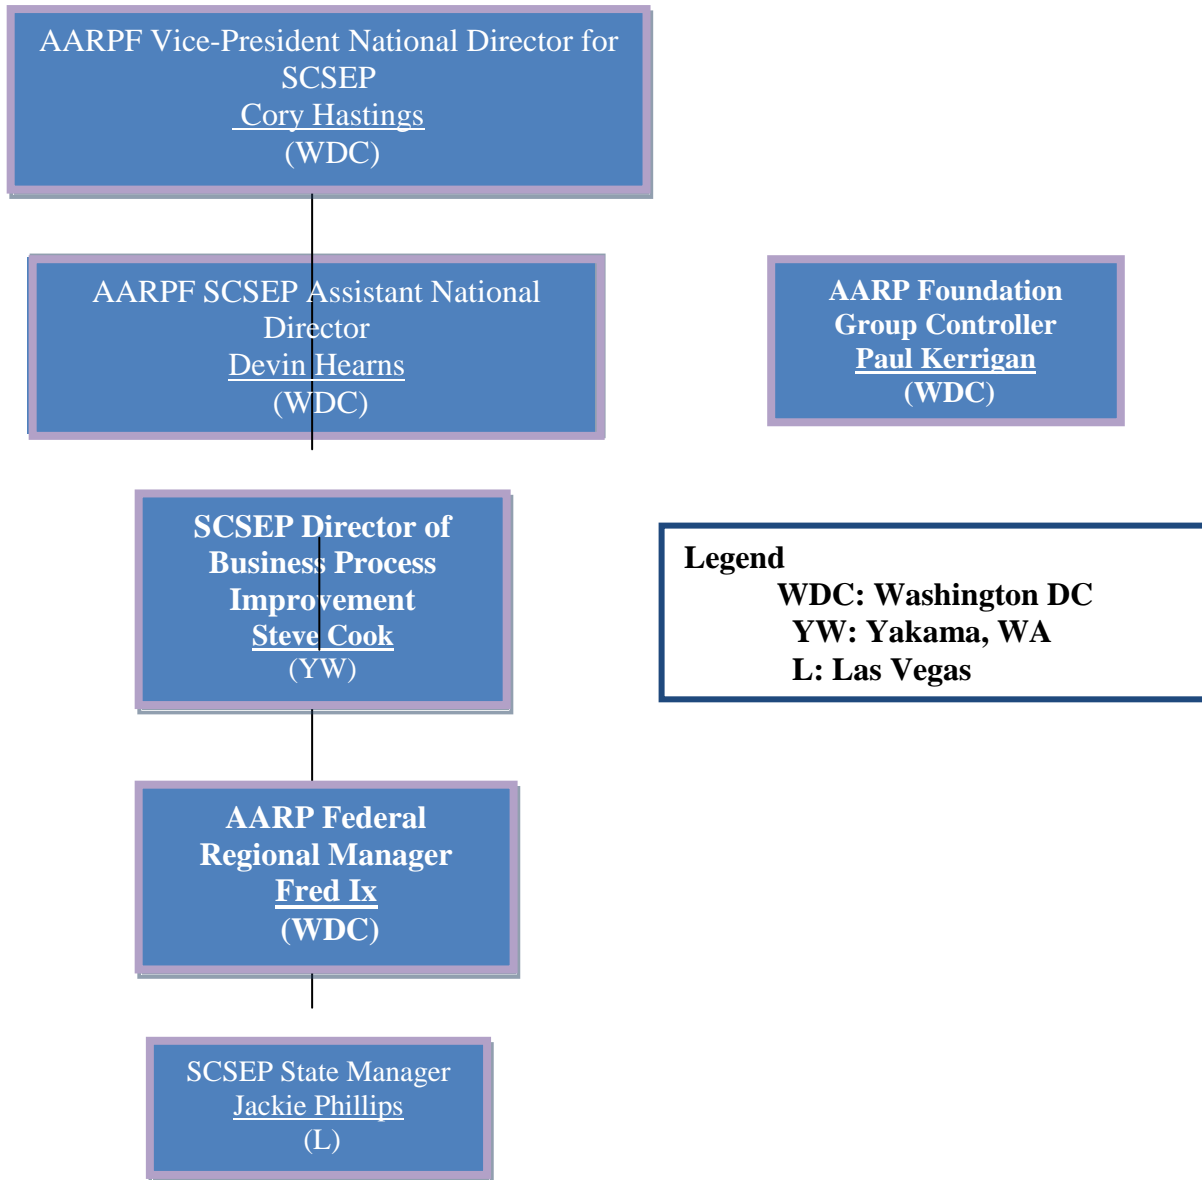 AARPF Vice-President National Director for
SCSEP
Cory Hastings
(WDC)
AARPF SCSEP Assistant National
Director
Devin Hearns
(WDC)
AARP Foundation
Group Controller
Paul Kerrigan
(WDC)
SCSEP Director of
Business Process
Improvement
Steve Cook
(YW)
Legend
WDC: Washington DC
YW: Yakama, WA
L: Las Vegas
AARP Federal
Regional Manager
Fred Ix
(WDC)
SCSEP State Manager
Jackie Phillips
(L)